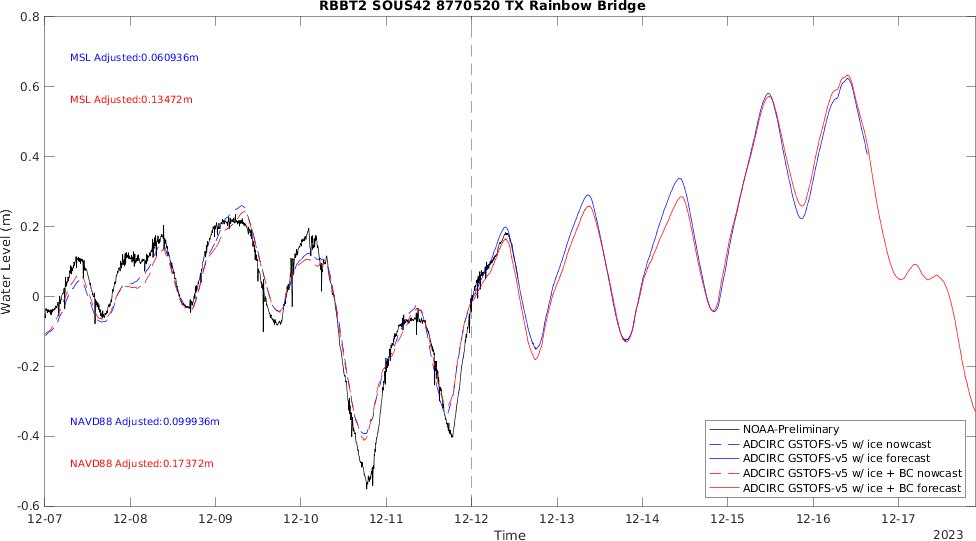 RBBT2 SOUS42 8770520 TX Rainbow Bridge
0.8
MSL Adjusted:0.060936m
0.6
MSL Adjusted:0.13472m
0.4
0.2
Water Level (m)
0
-0.2
NAVD88 Adjusted:0.099936m
-0.4
NAVD88 Adjusted:0.17372m
-0.6
NOAA-Preliminary
ADCIRC GSTOFS-v5 w/ ice nowcast
ADCIRC GSTOFS-v5 w/ ice forecast
ADCIRC GSTOFS-v5 w/ ice + BC nowcast
ADCIRC GSTOFS-v5 w/ ice + BC forecast
12-07 12-08 12-09 12-10 12-11 12-12 12-13 12-14 12-15 12-16 12-17
Time
2023